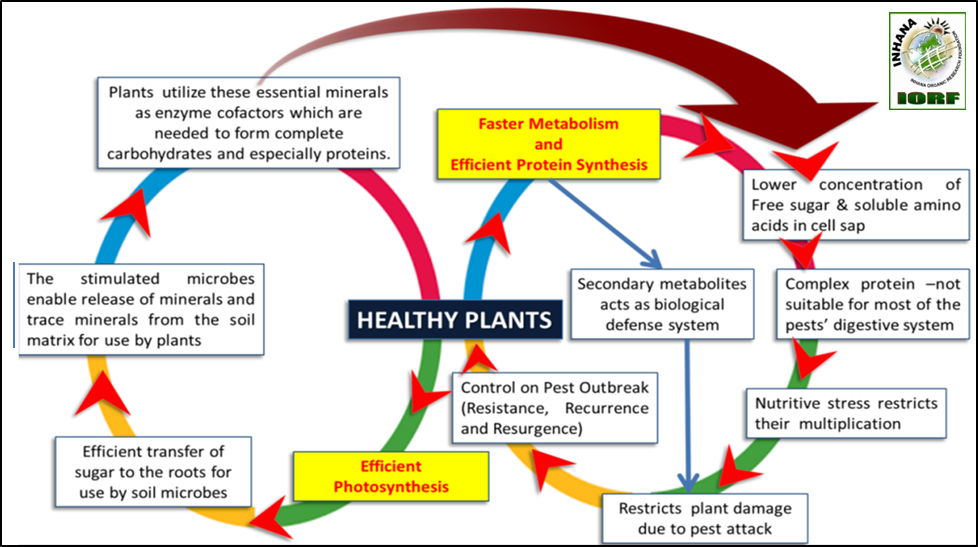 INHANA
INHANA ORGANIC RESEARCH FOUNDATION
IORF
Plants utilize these essential minerals
as enzyme cofactors which are
needed to form complete
carbohydrates and especially proteins.
Faster Metabolism
and
Efficient Protein Synthesis
Lower concentration of
Free sugar & soluble amino
acids in cell sap
The stimulated microbes
enable release of minerals and
trace minerals from the soil
matrix for use by plants
HEALTHY PLANTS
Secondary metabolites
acts as biological
defense system
Complex protein –not
suitable for most of the
pests' digestive system
Control on Pest Outbreak
(Resistance, Recurrence
and Resurgence)
Nutritive stress restricts
their multiplication
Efficient transfer of
sugar to the roots for
use by soil microbes
Efficient
Photosynthesis
Restricts plant damage
due to pest attack